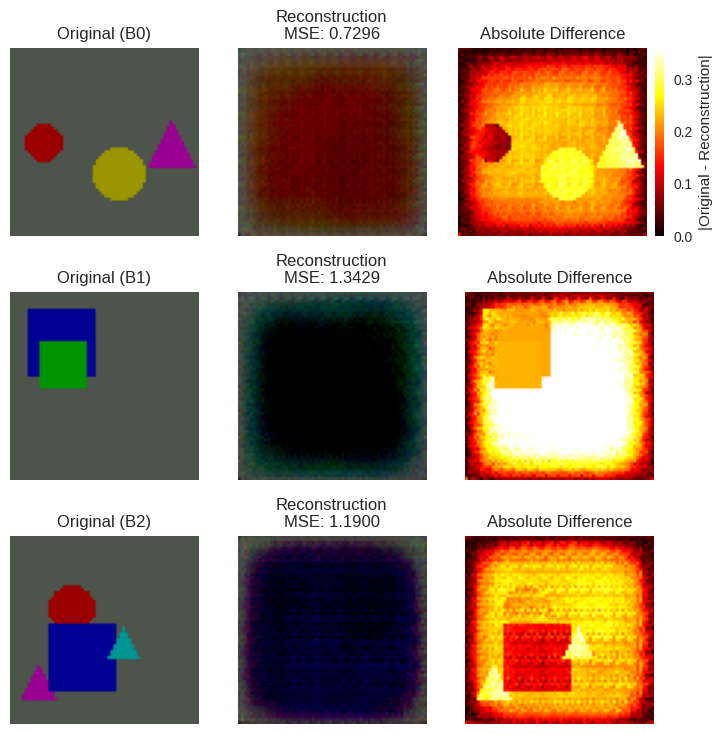 Original (B0)
Reconstruction
MSE: 0.7296
Absolute Difference
0.3
0.2
0.1
0.0
|Original - Reconstruction|
Original (B1)
Reconstruction
MSE: 1.3429
Absolute Difference
Original (B2)
Reconstruction
MSE: 1.1900
Absolute Difference